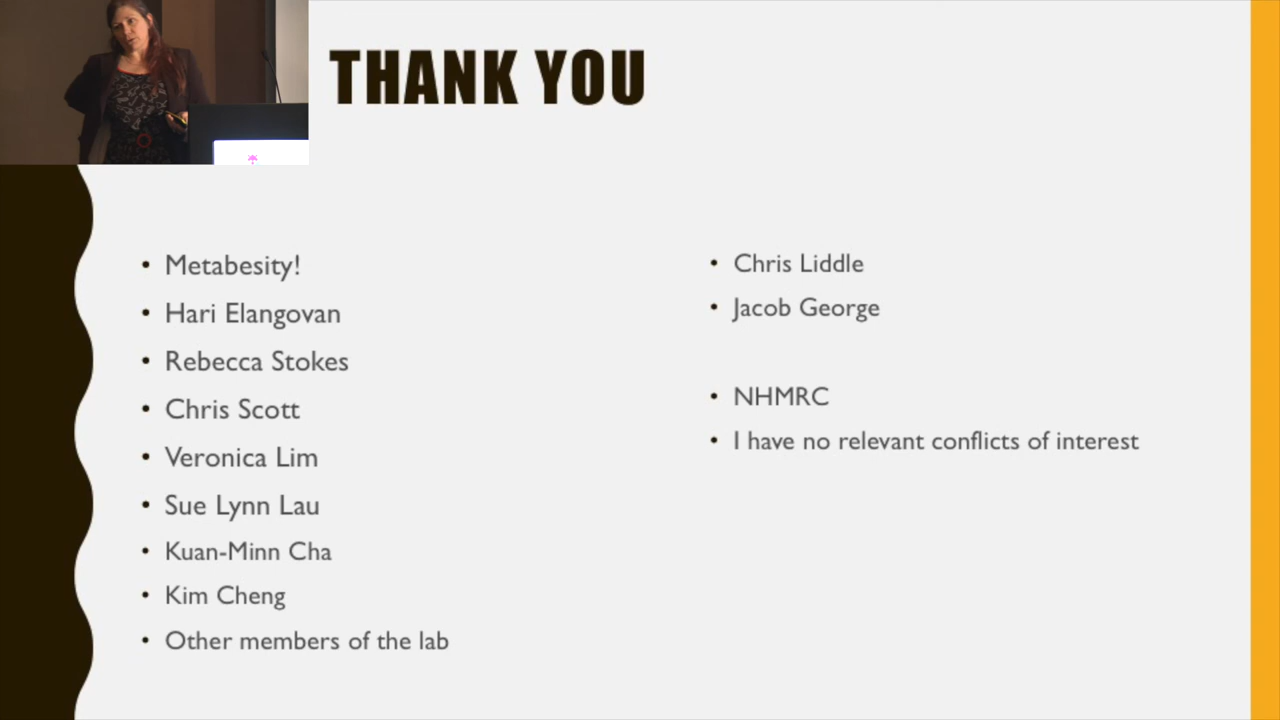 THANK YOU
• Metabesity!
• Hari Elangovan
• Rebecca Stokes
• Chris Scott
• Veronica Lim
• Sue Lynn Lau
• Kuan-Minn Cha
• Kim Cheng
• Other members of the lab
• Chris Liddle
• Jacob George
• NHMRC
• I have no relevant conflicts of interest